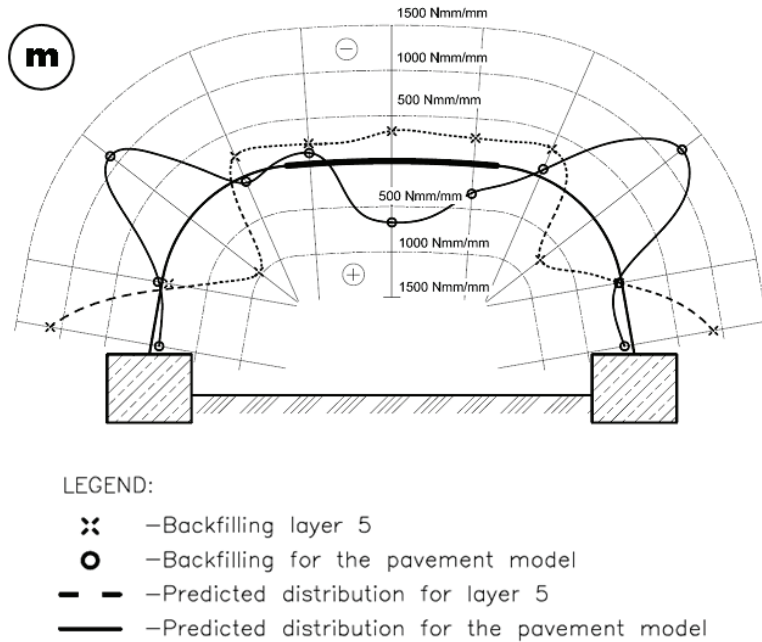 m
1500 Nmm/mm
1000 Nmm/mm
500 Nmm/mm
500 Nmm/mm
1000 Nmm/mm
1500 Nmm/mm
LEGEND:
-Backfilling layer 5
-Backfilling for the pavement model
-Predicted distribution for layer 5
-Predicted distribution for the pavement model